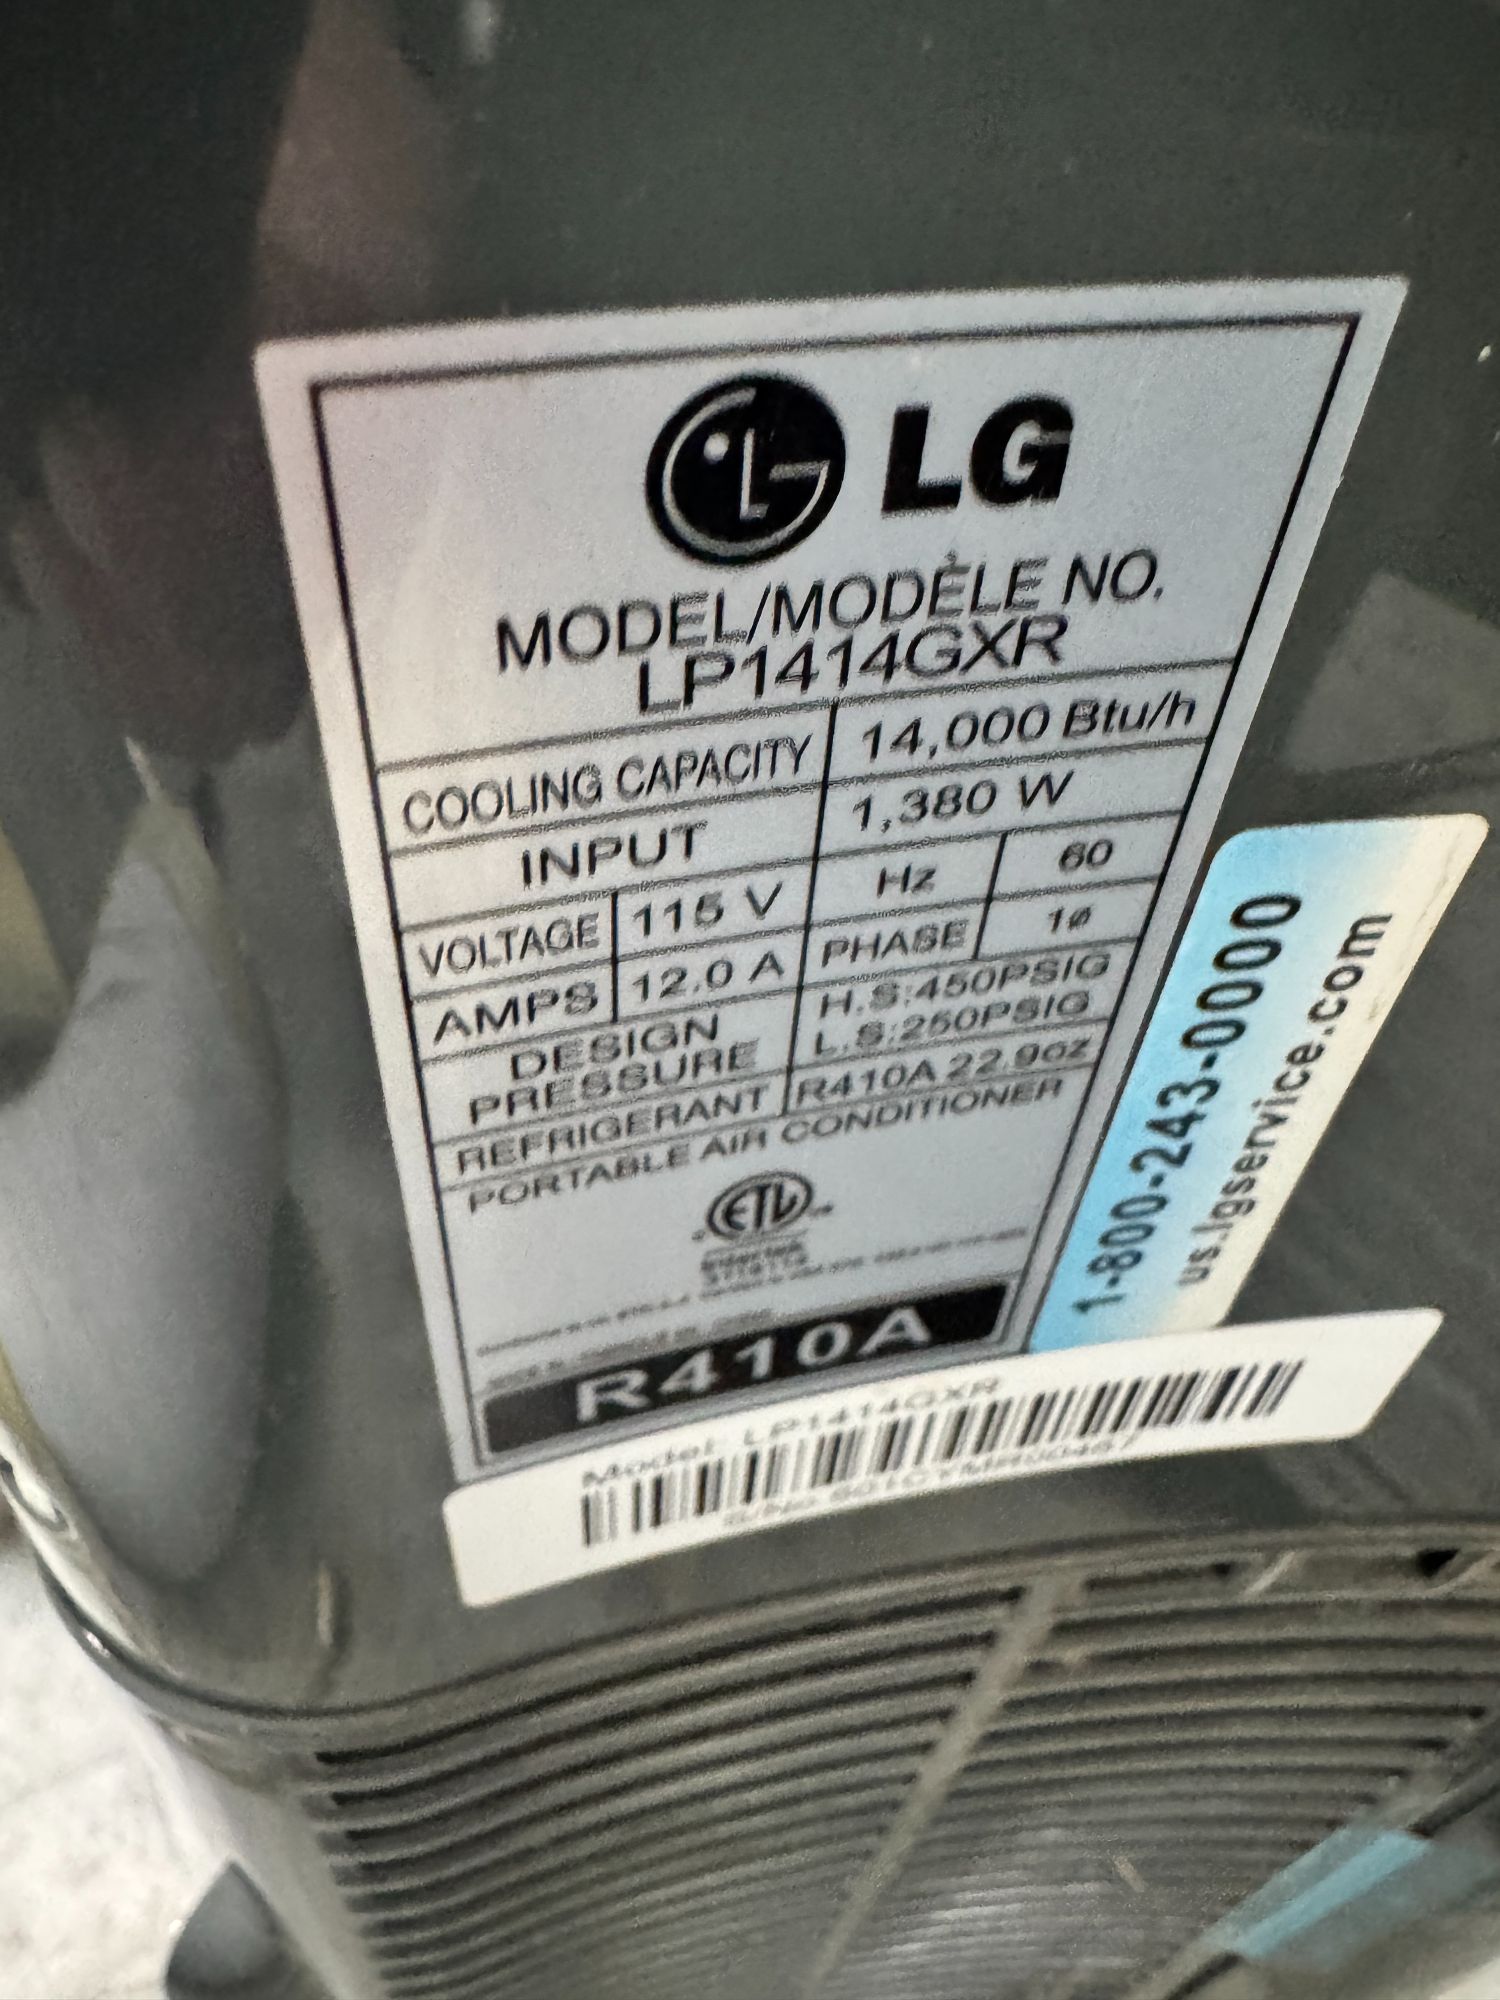 LG
MODEL/MODÈLE NO.
LP1414GXR
COOLING CAPACITY 14,000 Btu/h
INPUT 1,380 W
VOLTAGE 115 V Hz 60
AMPS 12.0 A PHASE 1ø
DESIGN PRESSURE H.S:450PSIG
L.S:250PSIG
REFRIGERANT R410A 22.9oz
PORTABLE AIR CONDITIONER
ETL
Intertek
R410A
Model: LP1414GXR
1-800-243-0000
us.lgservice.com